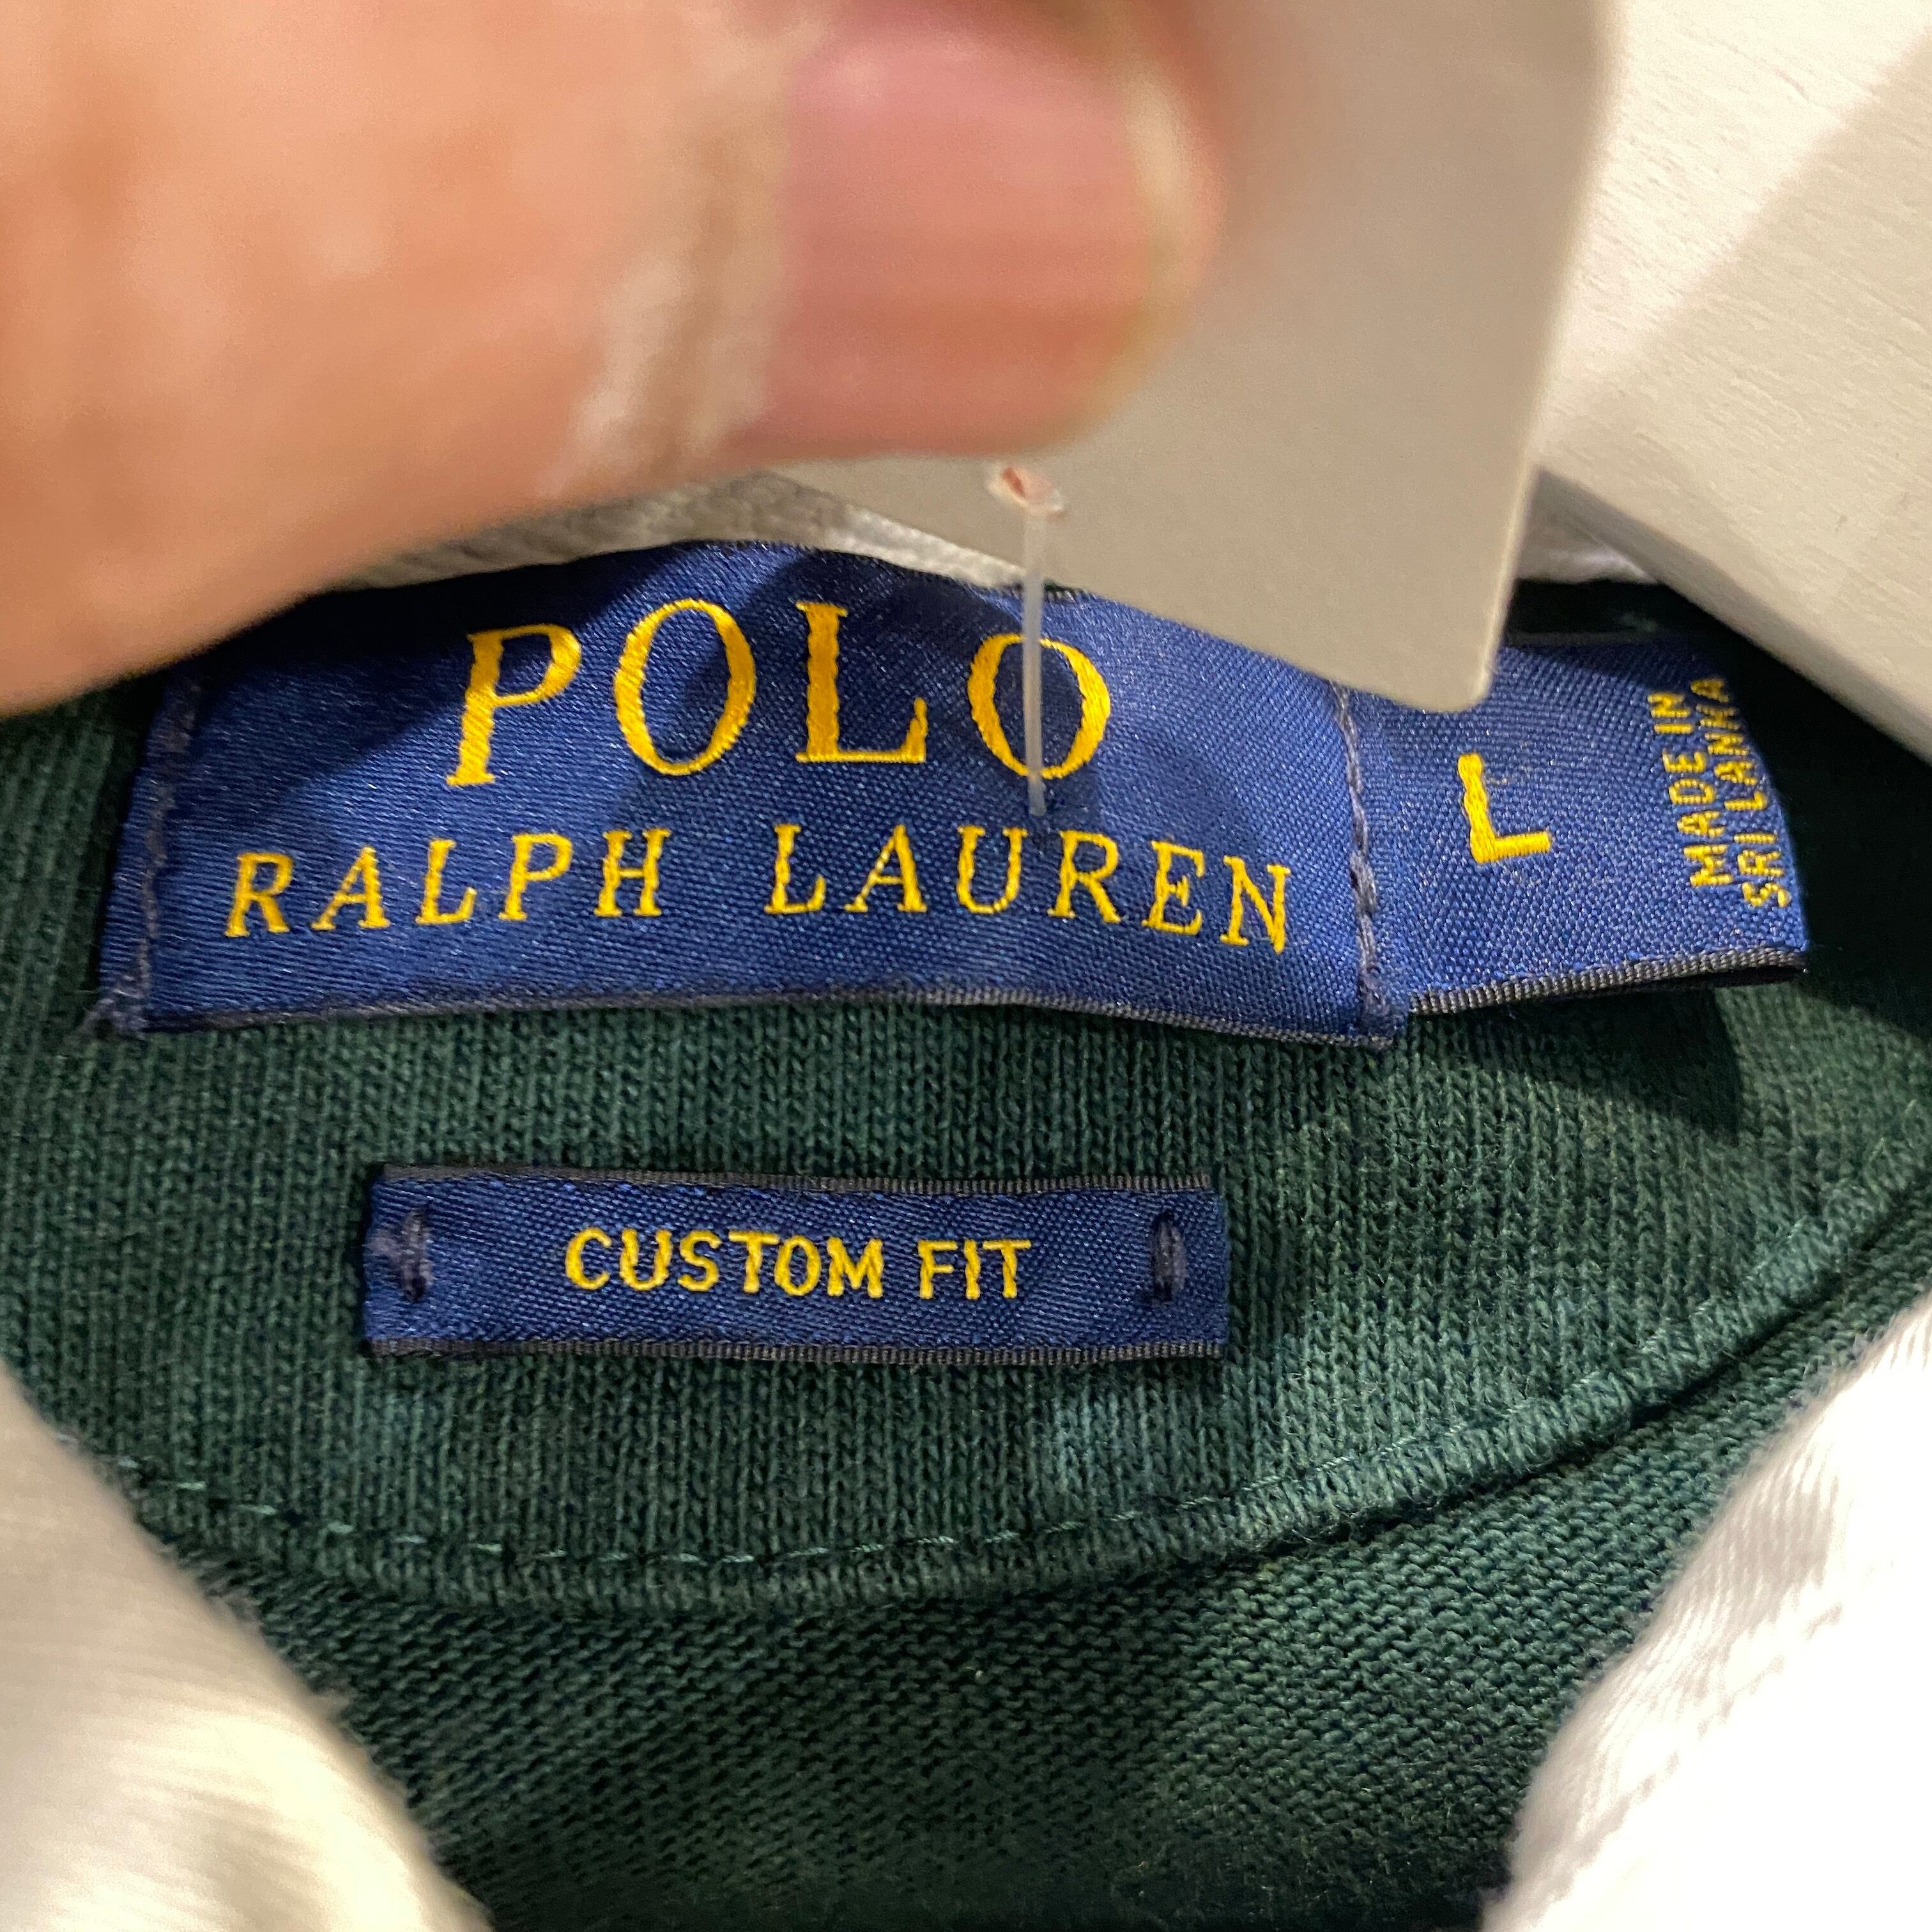 POLO
RALPH LAUREN
L
MADE IN
SRI LANKA
CUSTOM FIT